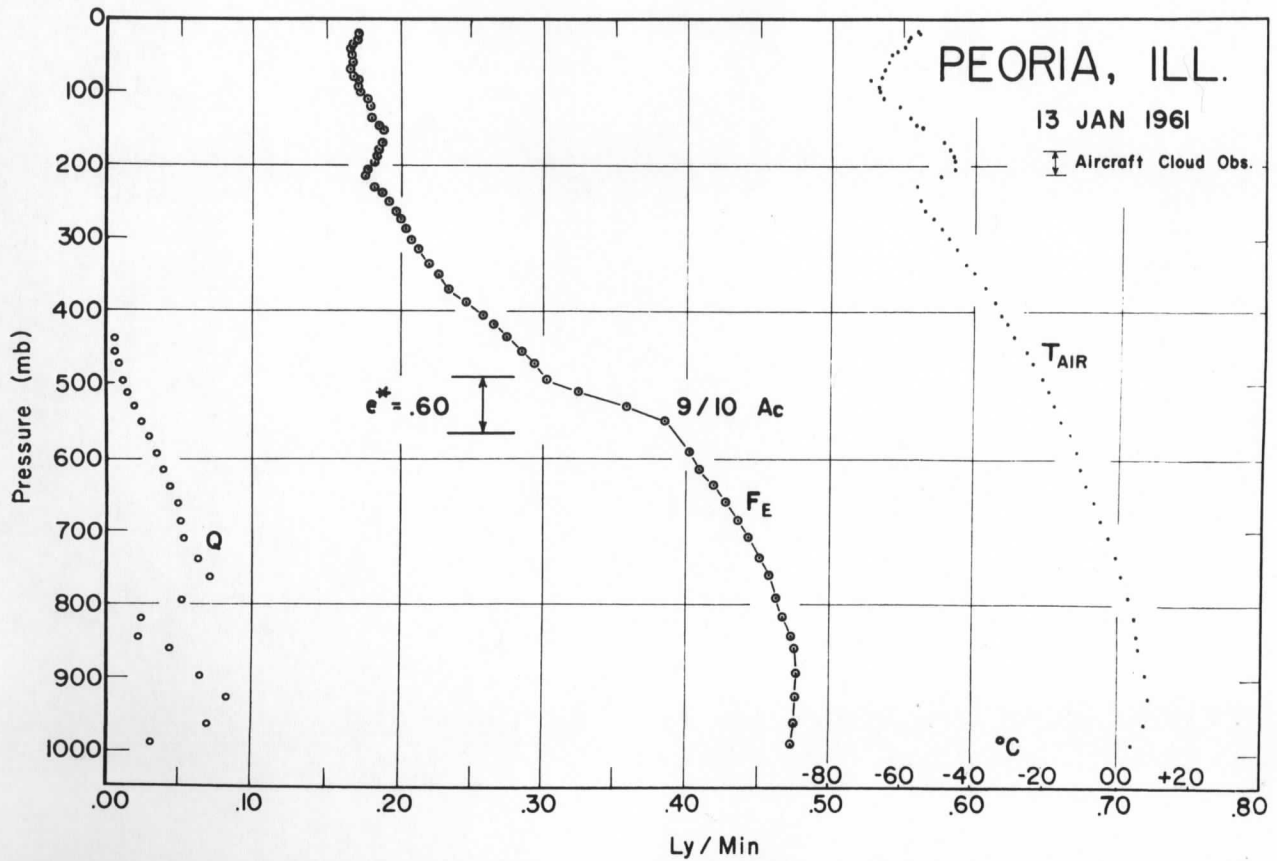 PEORIA, ILL.
13 JAN 1961
Aircraft Cloud Obs.
Pressure (mb)
0
100
200
300
400
500
600
700
800
900
1000
e* = .60
9/10 Ac
TAIR
FE
Q
°C
-80 -60 -40 -20 00 +20
.00 .10 .20 .30 .40 .50 .60 .70 .80
Ly/Min